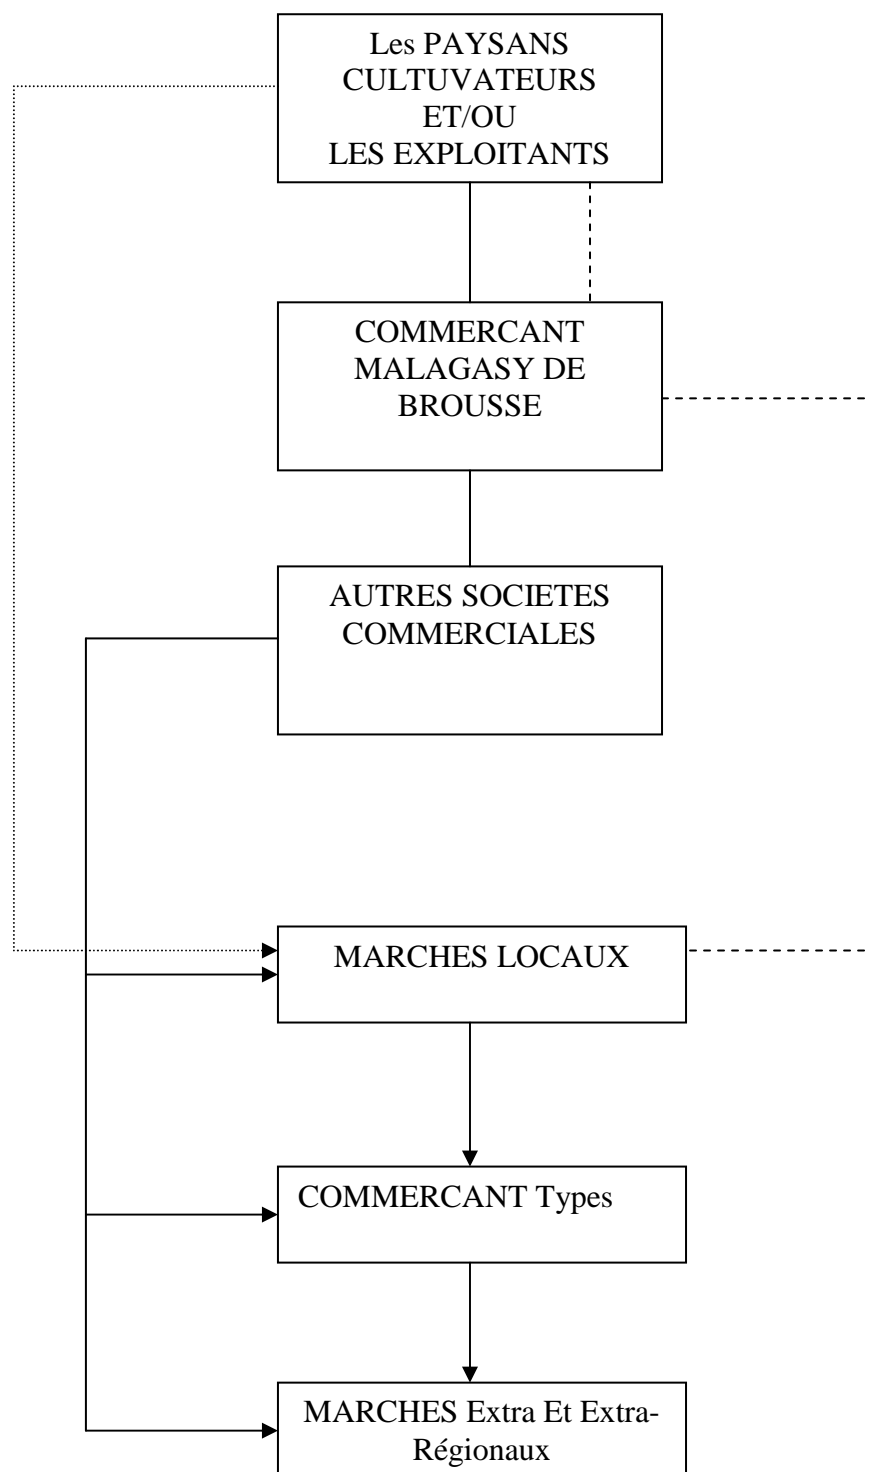 Les PAYSANS
CULTUVATEURS
ET/OU
LES EXPLOITANTS
COMMERCANT
MALAGASY DE
BROUSSE
AUTRES SOCIETES
COMMERCIALES
MARCHES LOCAUX
COMMERCANT Types
MARCHES Extra Et Extra-
Régionaux